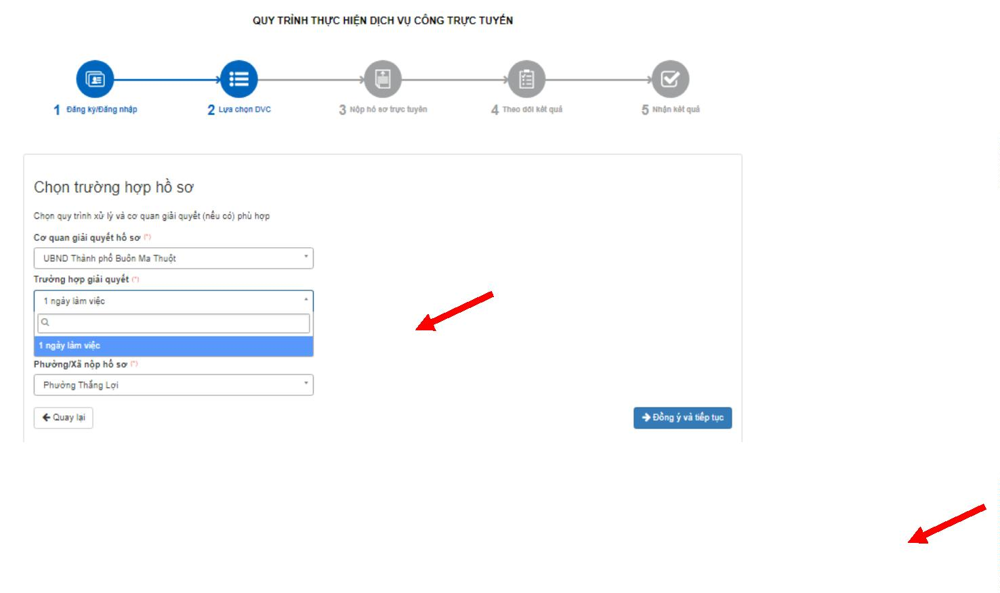 QUY TRÌNH THỰC HIỆN DỊCH VỤ CÔNG TRỰC TUYẾN
1 Đăng ký/Đăng nhập
2 Lựa chọn DVC
3 Nộp hồ sơ trực tuyến
4 Theo dõi kết quả
5 Nhận kết quả
Chọn trường hợp hồ sơ
Chọn quy trình xử lý và cơ quan giải quyết (nếu có) phù hợp
Cơ quan giải quyết hồ sơ (*)
UBND Thành phố Buôn Ma Thuột
Trường hợp giải quyết (*)
1 ngày làm việc
1 ngày làm việc
Phường/Xã nộp hồ sơ (*)
Phường Thắng Lợi
Quay lại
Đồng ý và tiếp tục